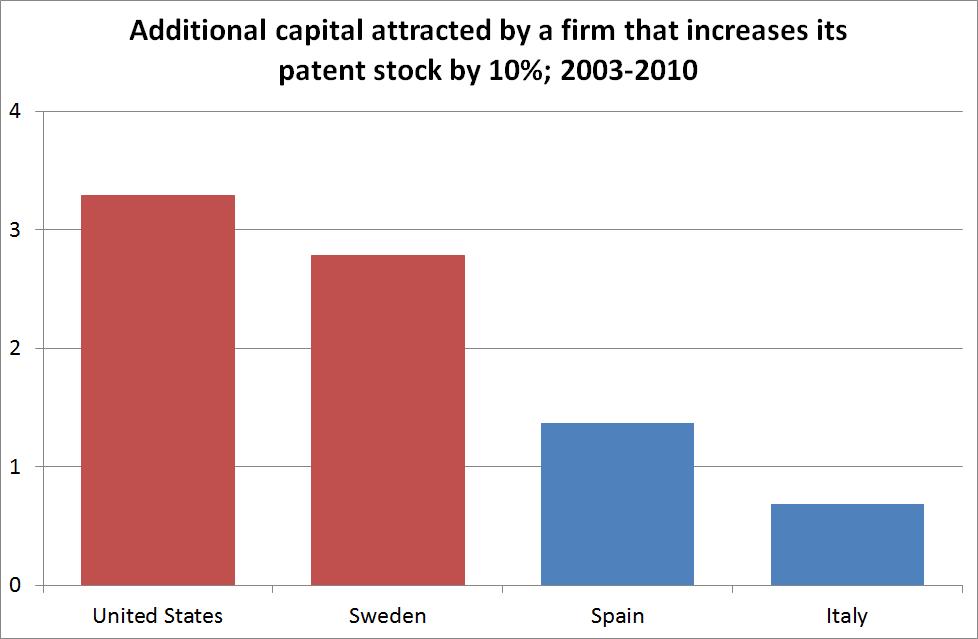 Additional capital attracted by a firm that increases its
patent stock by 10%; 2003-2010
4
3
2
1
0
United States
Sweden
Spain
Italy